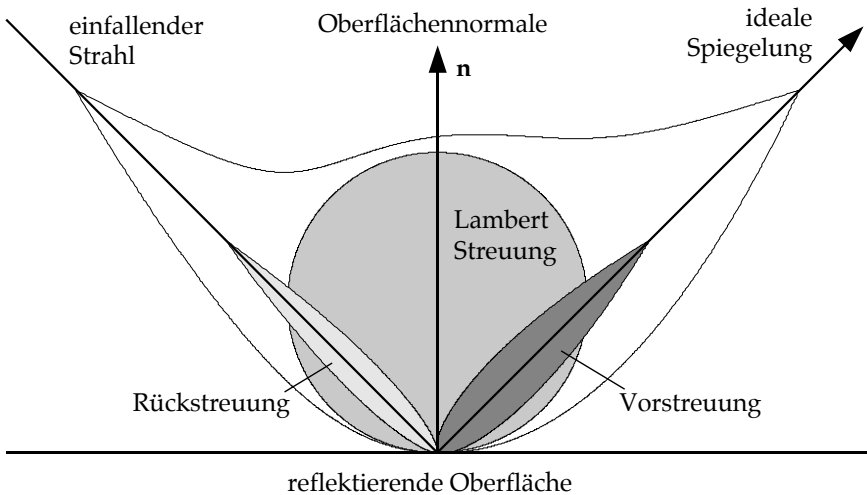 einfallender
Strahl
Oberflächennormale
n
ideale
Spiegelung
Lambert
Streuung
Rückstreuung
Vorstreuung
reflektierende Oberfläche